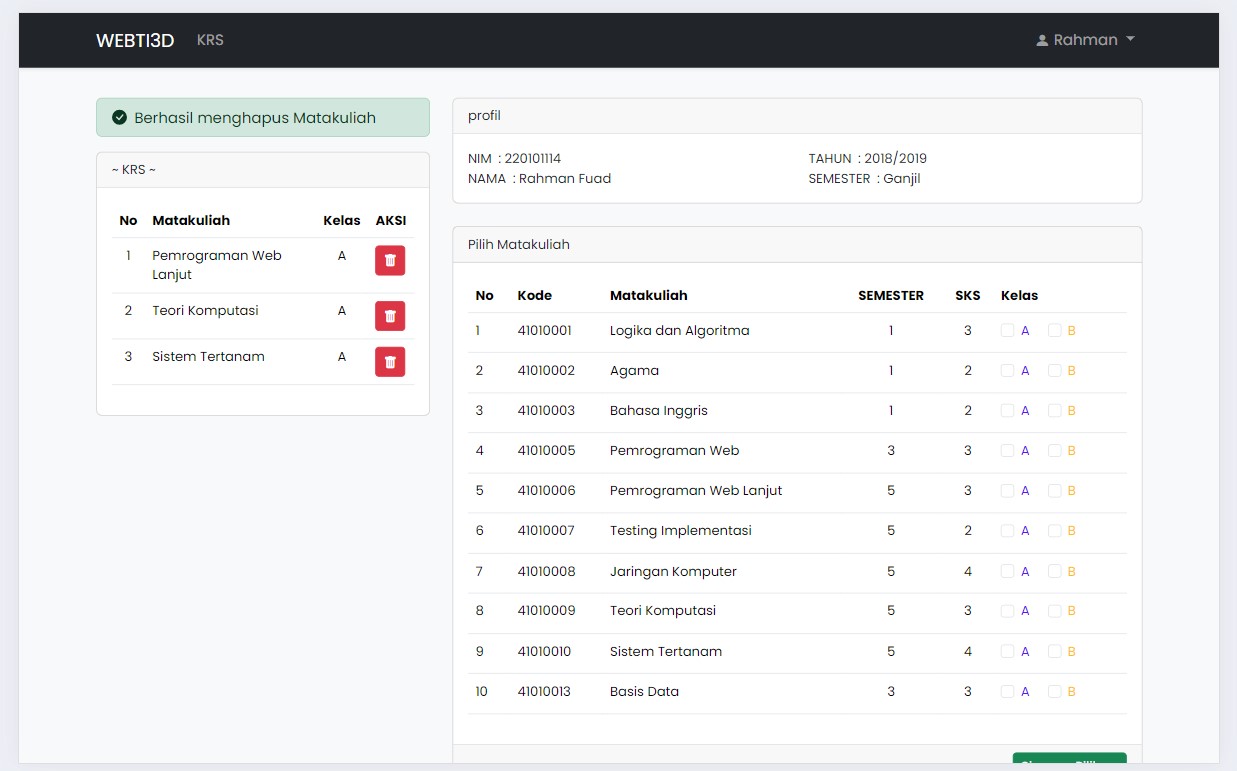 WEBTI3D KRS Rahman
Berhasil menghapus Matakuliah
~ KRS ~
No Matakuliah Kelas AKSI
1 Pemrograman Web Lanjut A
2 Teori Komputasi A
3 Sistem Tertanam A
profil
NIM : 220101114 TAHUN : 2018/2019
NAMA : Rahman Fuad SEMESTER : Ganjil
Pilih Matakuliah
No Kode Matakuliah SEMESTER SKS Kelas
1 41010001 Logika dan Algoritma 1 3 A B
2 41010002 Agama 1 2 A B
3 41010003 Bahasa Inggris 1 2 A B
4 41010005 Pemrograman Web 3 3 A B
5 41010006 Pemrograman Web Lanjut 5 3 A B
6 41010007 Testing Implementasi 5 2 A B
7 41010008 Jaringan Komputer 5 4 A B
8 41010009 Teori Komputasi 5 3 A B
9 41010010 Sistem Tertanam 5 4 A B
10 41010013 Basis Data 3 3 A B